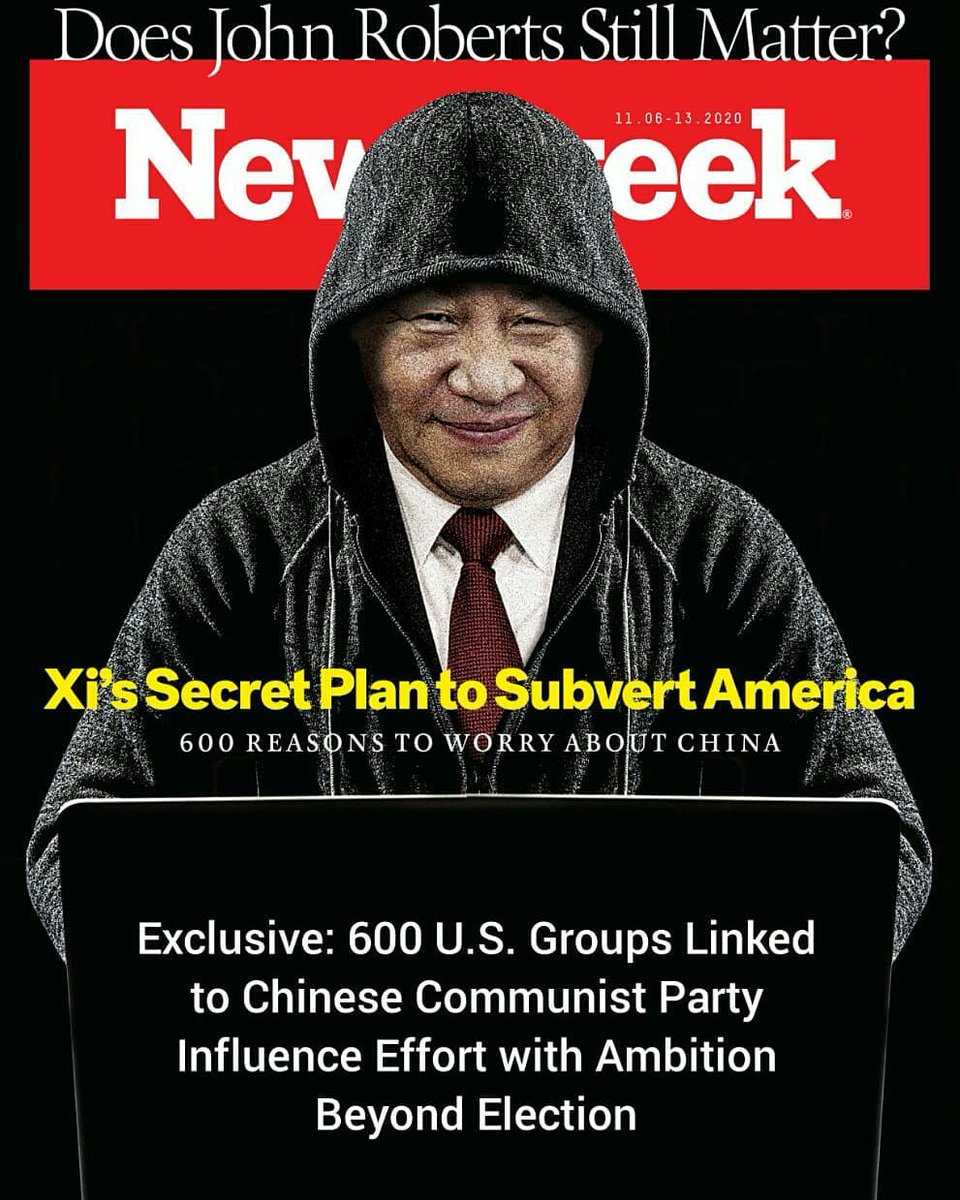 Does John Roberts Still Matter?
11.06-13.2020
New eek®
Xi's Secret Plan to Subvert America
600 REASONS TO WORRY ABOUT CHINA
Exclusive: 600 U.S. Groups Linked
to Chinese Communist Party
Influence Effort with Ambition
Beyond Election